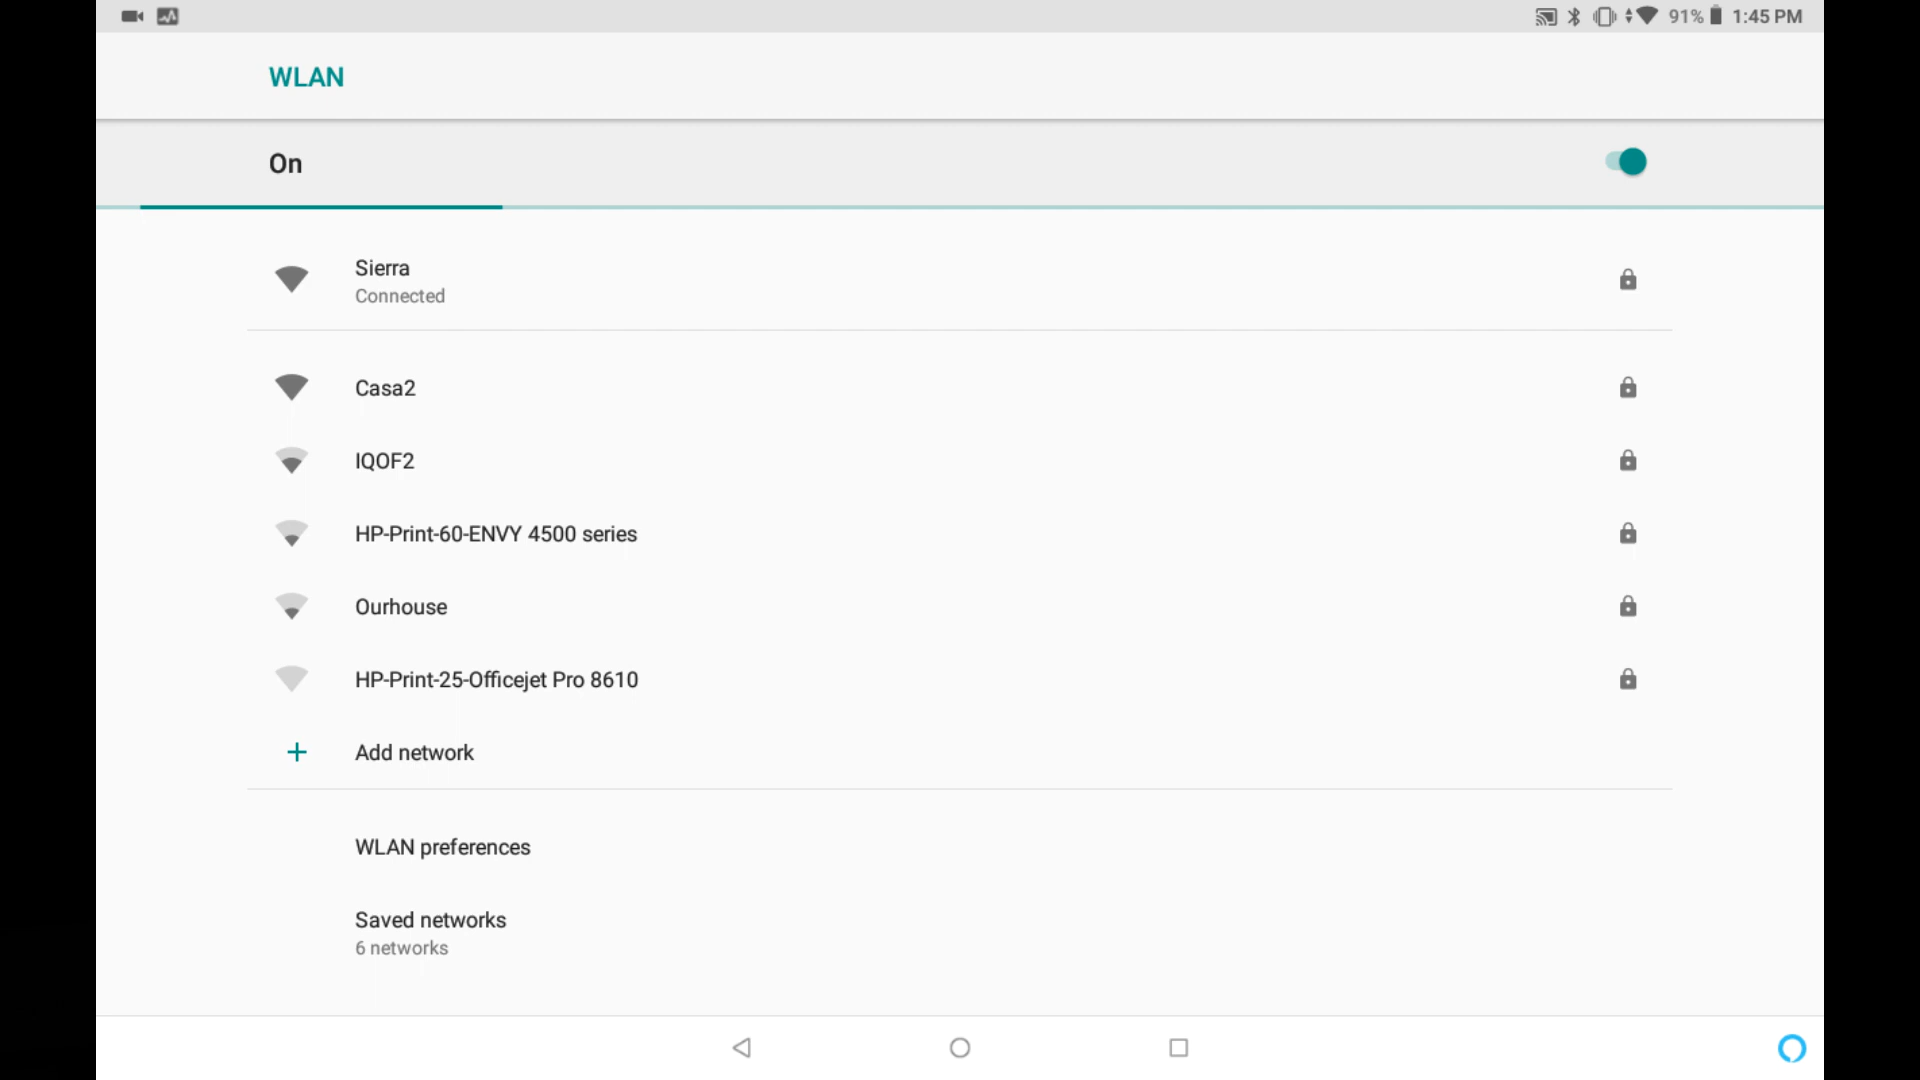 91% 1:45 PM
WLAN
On
Sierra
Connected
Casa2
IQOF2
HP-Print-60-ENVY 4500 series
Ourhouse
HP-Print-25-Officejet Pro 8610
Add network
WLAN preferences
Saved networks
6 networks